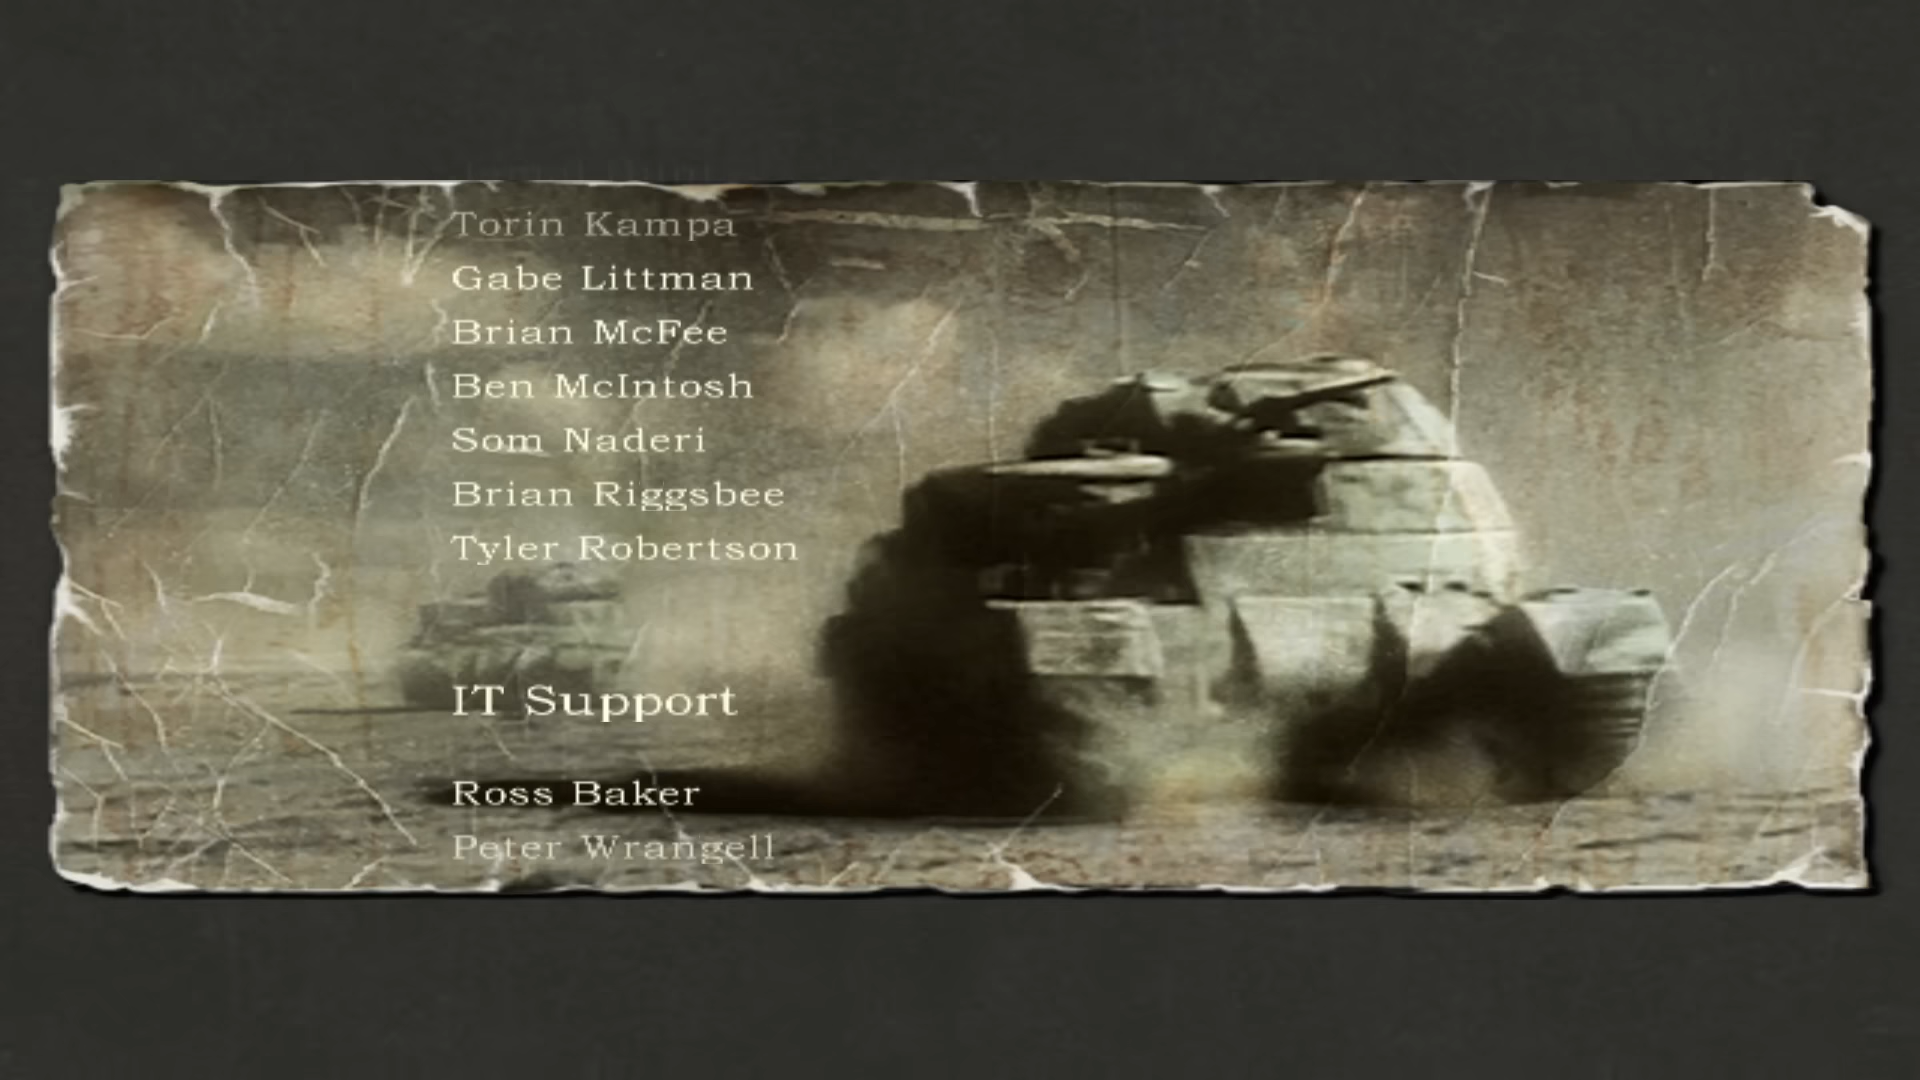 Torin Kampa
Gabe Littman
Brian McFee
Ben McIntosh
Som Naderi
Brian Riggsbee
Tyler Robertson
IT Support
Ross Baker
Peter Wrangell